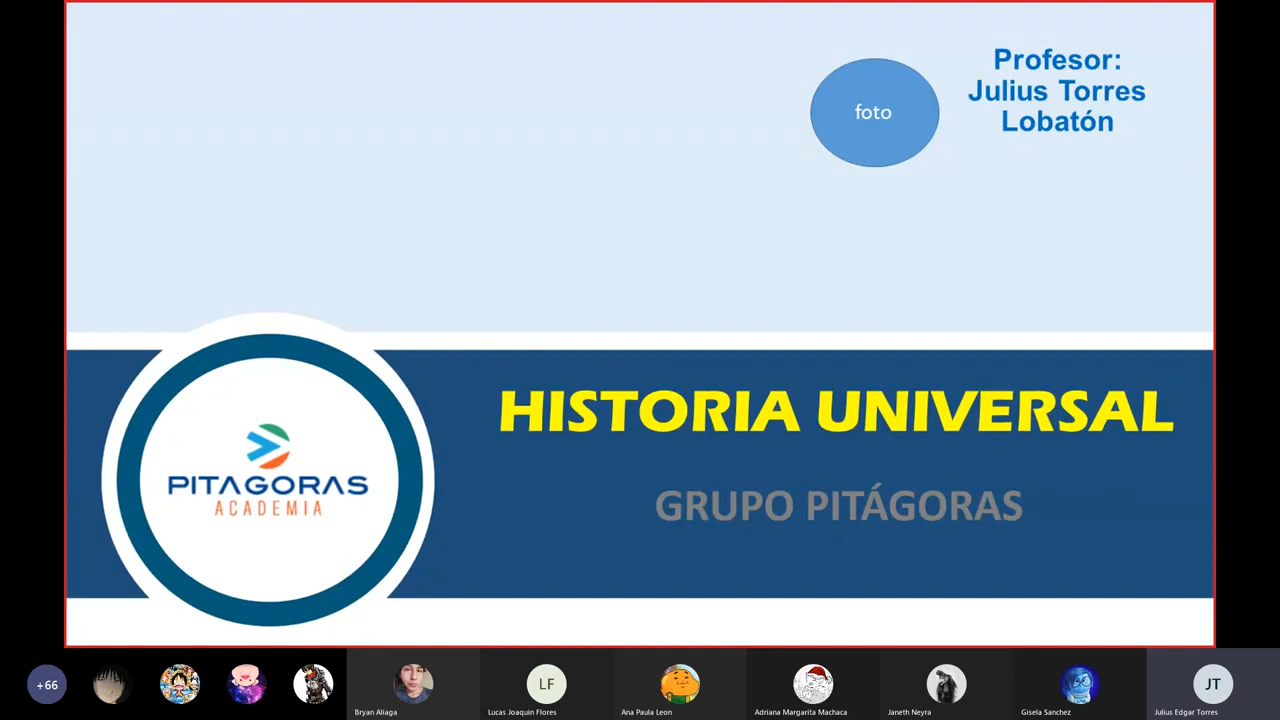 foto
Profesor:
Julius Torres
Lobatón
HISTORIA UNIVERSAL
GRUPO PITÁGORAS
PITAGORAS
ACADEMIA
+66
Bryan Aliaga
LF
Lucas Joaquin Flores
Ana Paula Leon
Adriana Margarita Machaca
Janeth Neyra
Gisela Sanchez
JT
Julius Edgar Torres